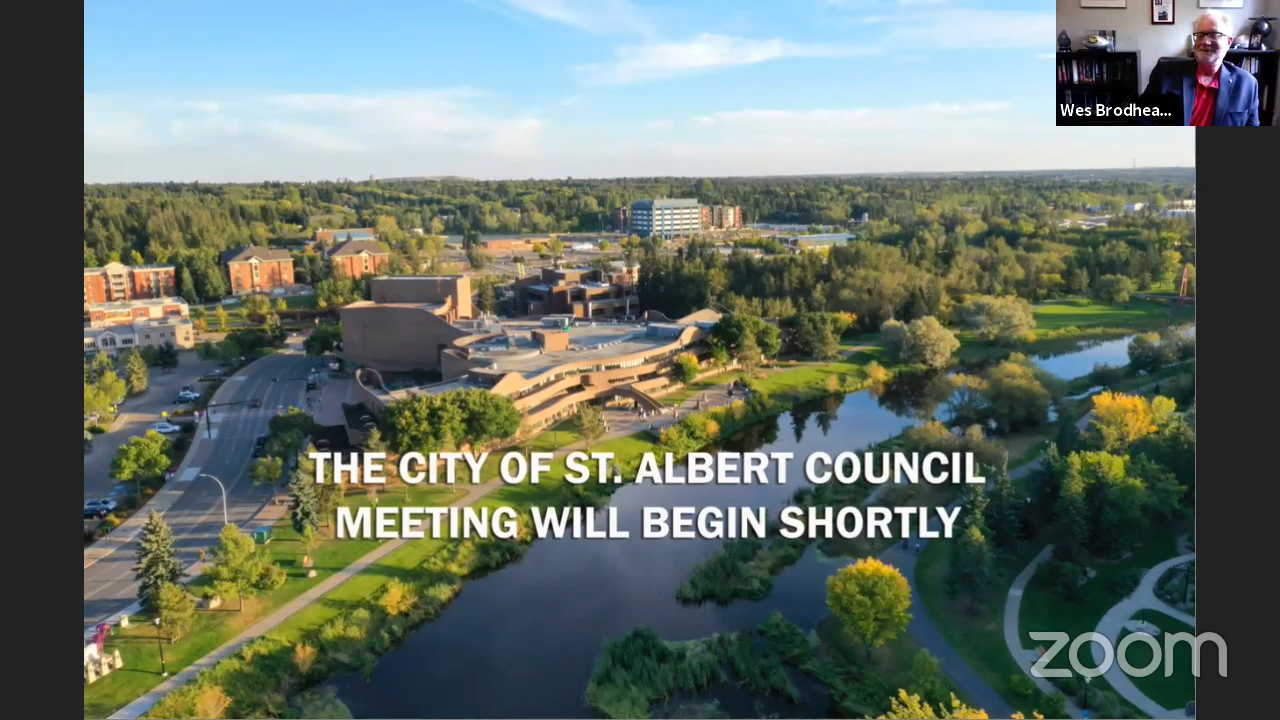 Wes Brodhea...
THE CITY OF ST. ALBERT COUNCIL
MEETING WILL BEGIN SHORTLY
zoom